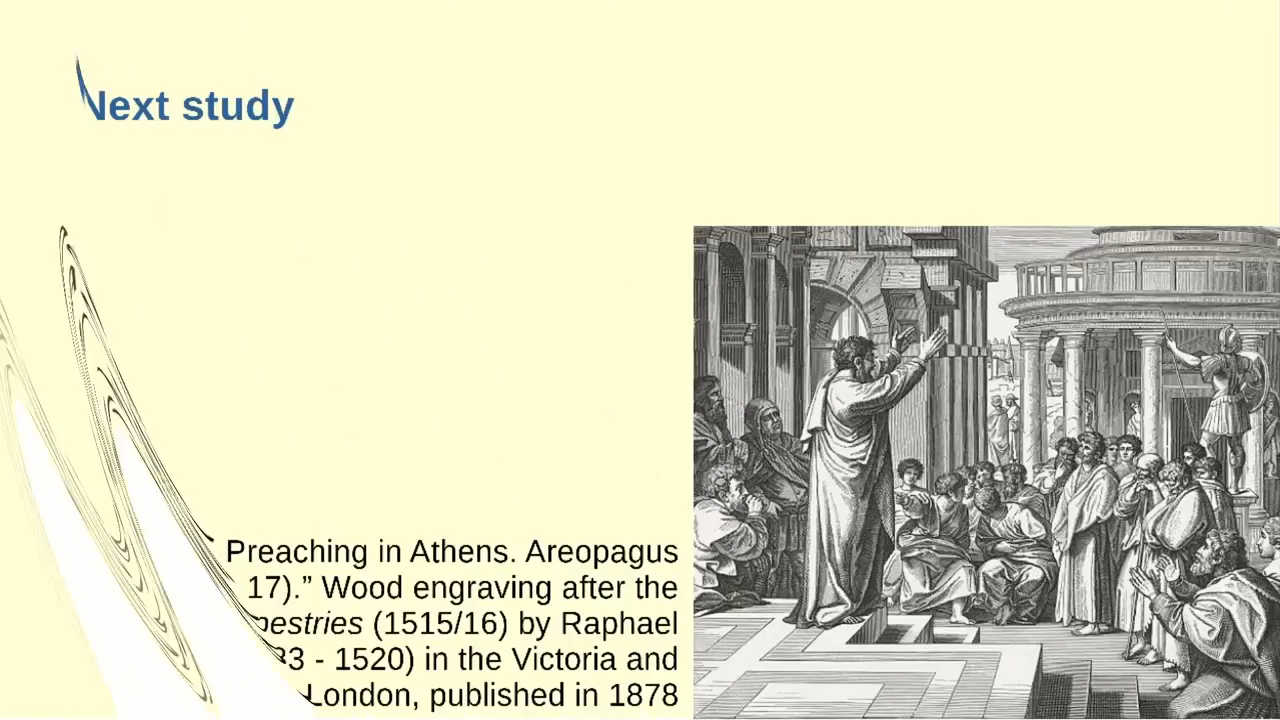 Next study
Preaching in Athens. Areopagus
17).” Wood engraving after the
pestries (1515/16) by Raphael
33 - 1520) in the Victoria and
London, published in 1878